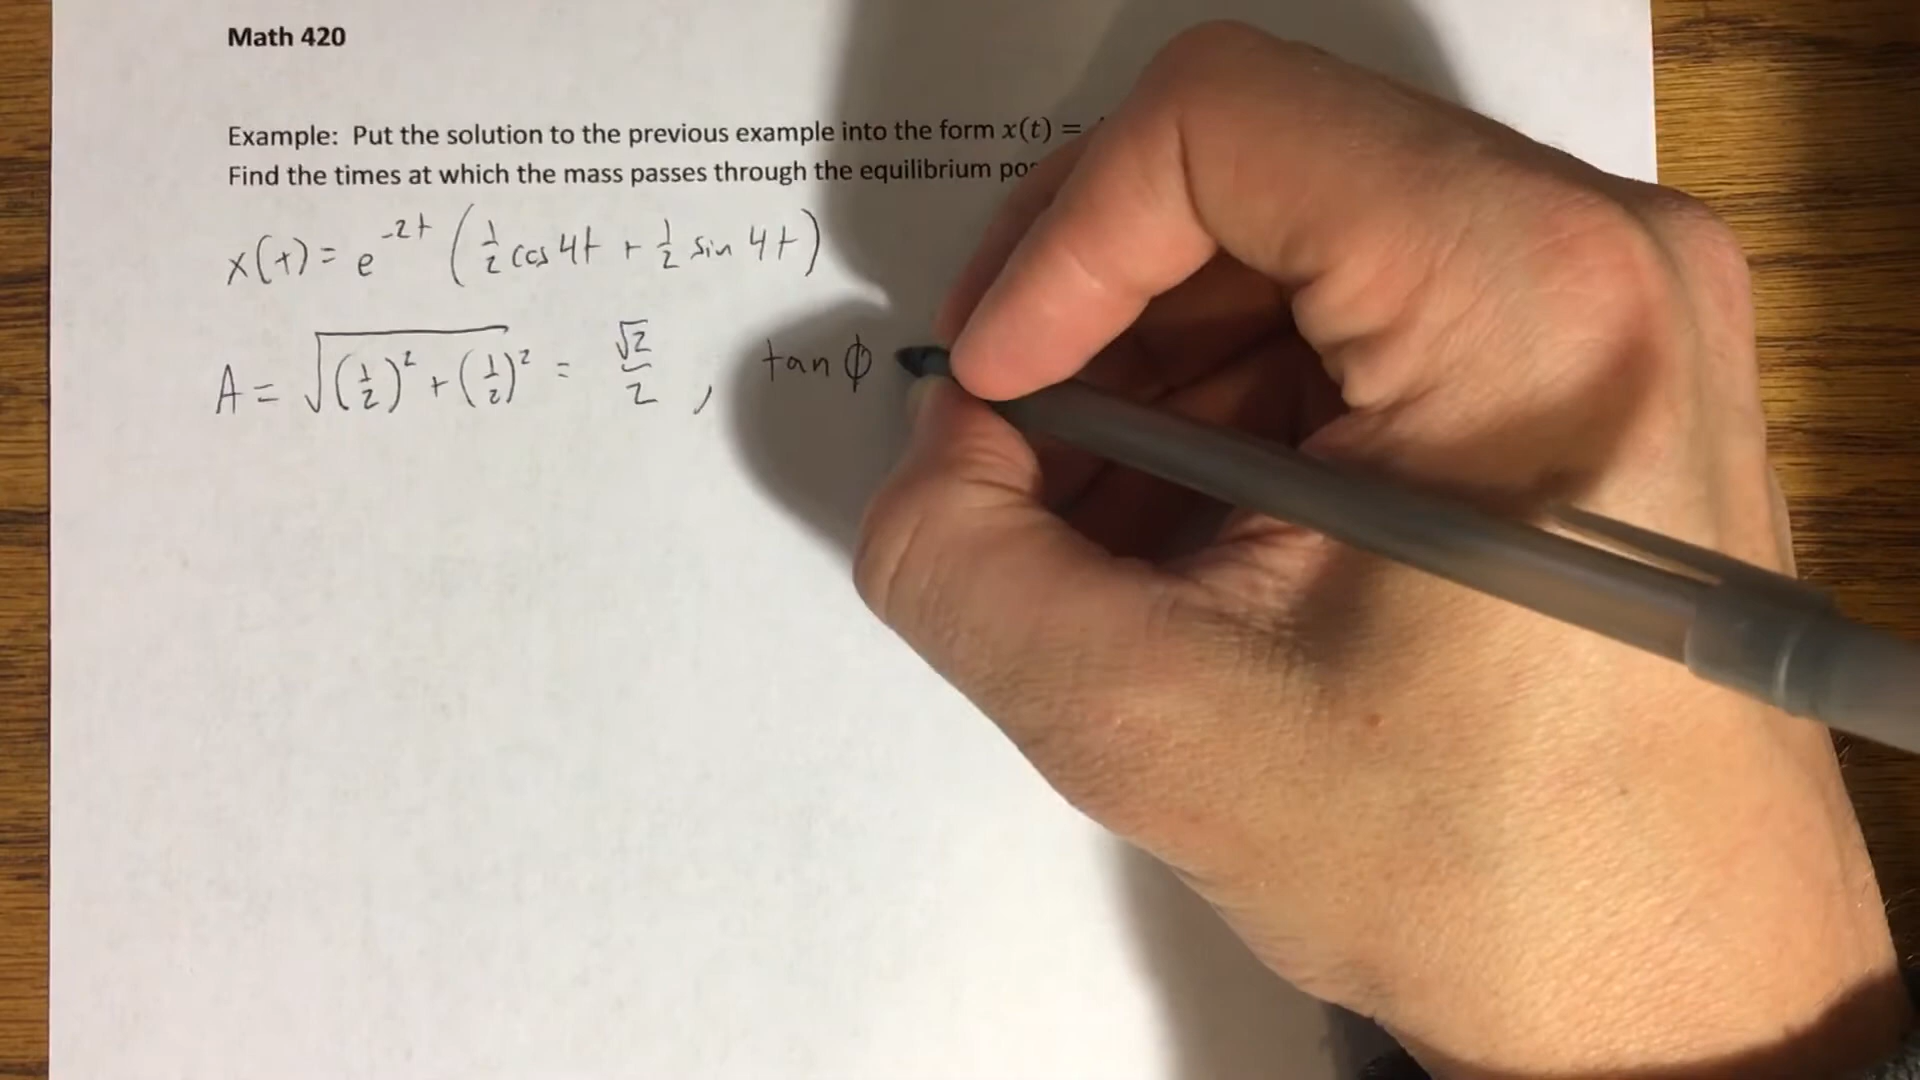 Math 420
Example: Put the solution to the previous example into the form x(t) =
Find the times at which the mass passes through the equilibrium
x(t) = e^{-2t} (1/2 cos 4t + 1/2 sin 4t)
A = √((1/2)² + (1/2)²) = √2/2 , tan ϕ